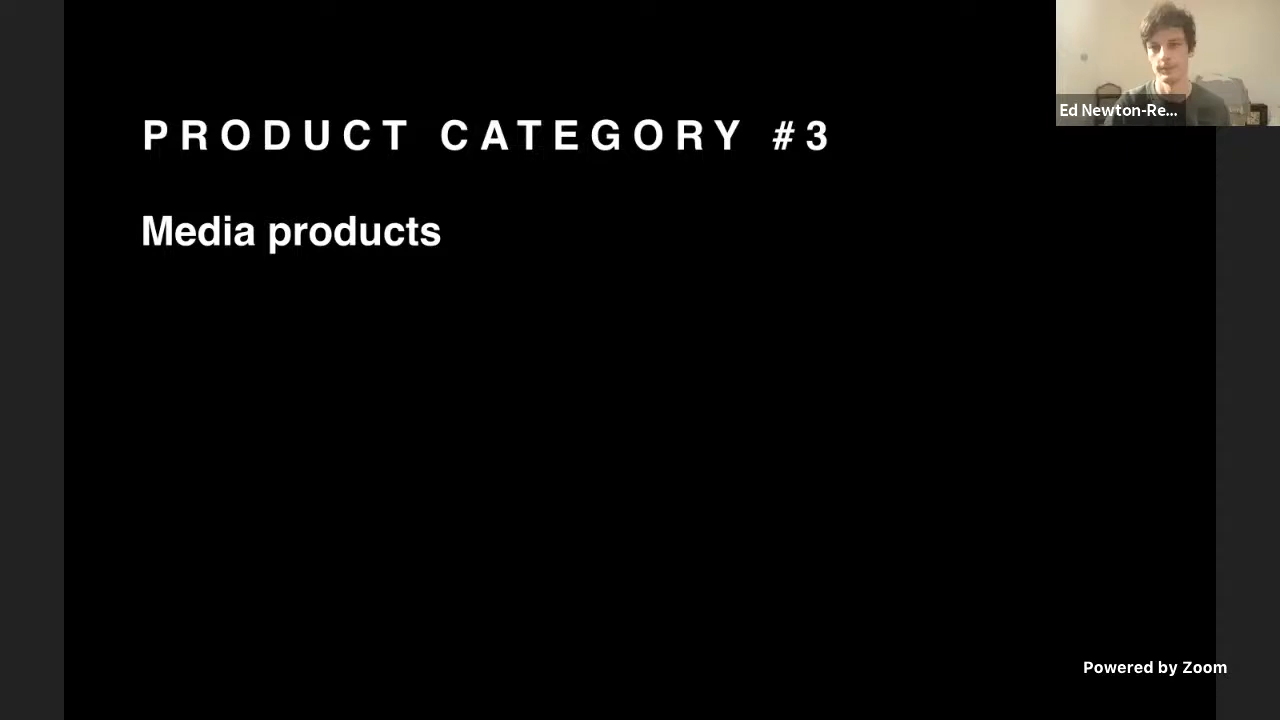 PRODUCT CATEGORY #3
Media products
Ed Newton-Re...
Powered by Zoom